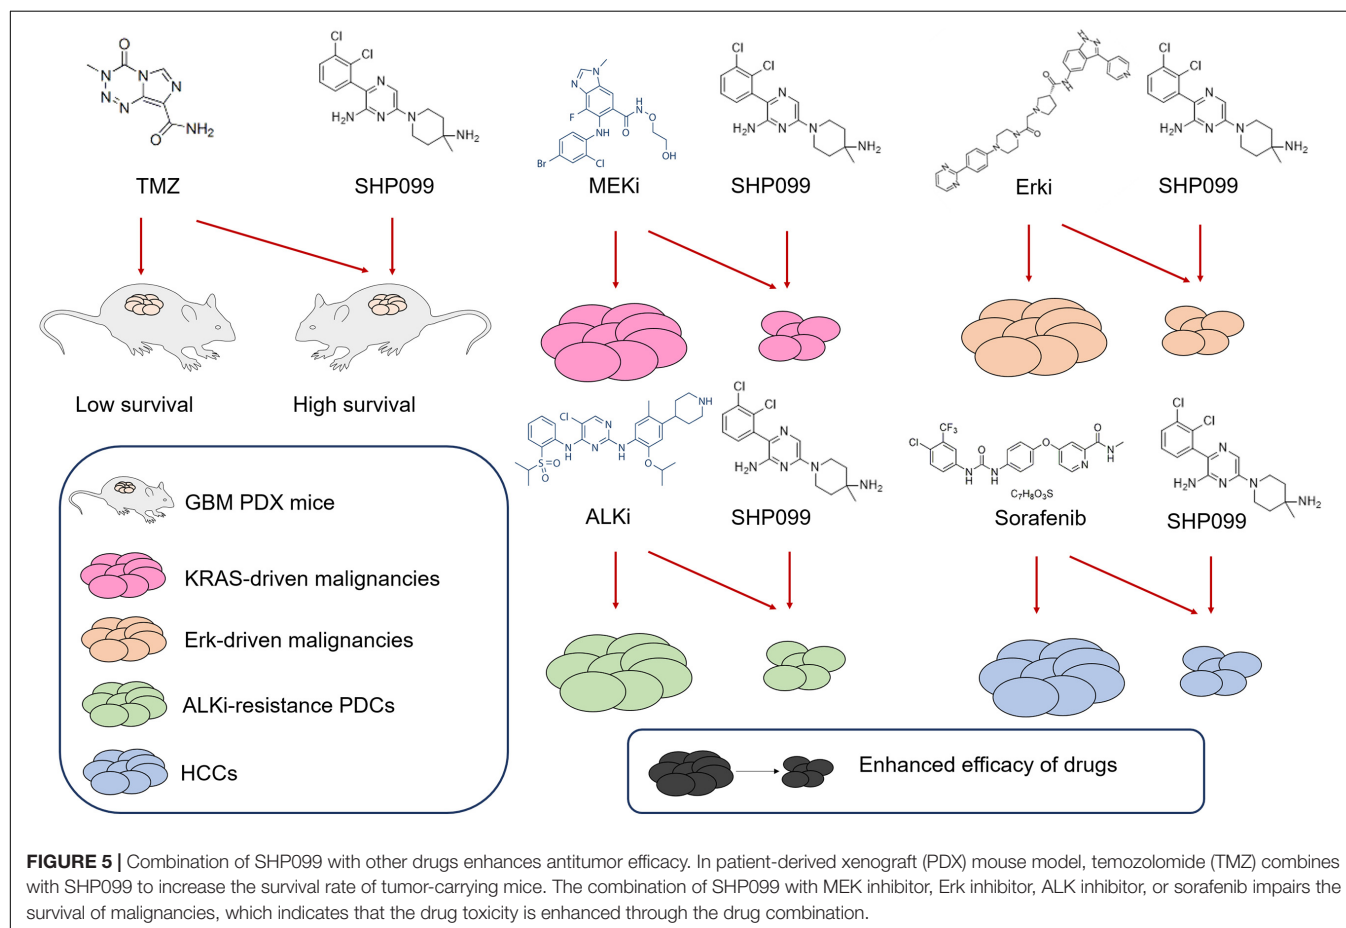 TMZ
SHP099
MEKi
SHP099
Erki
SHP099
Low survival
High survival
ALKi
SHP099
C7H8O3S
Sorafenib
SHP099
GBM PDX mice
KRAS-driven malignancies
Erk-driven malignancies
ALKi-resistance PDCs
HCCs
Enhanced efficacy of drugs
FIGURE 5 | Combination of SHP099 with other drugs enhances antitumor efficacy. In patient-derived xenograft (PDX) mouse model, temozolomide (TMZ) combines
with SHP099 to increase the survival rate of tumor-carrying mice. The combination of SHP099 with MEK inhibitor, Erk inhibitor, ALK inhibitor, or sorafenib impairs the
survival of malignancies, which indicates that the drug toxicity is enhanced through the drug combination.